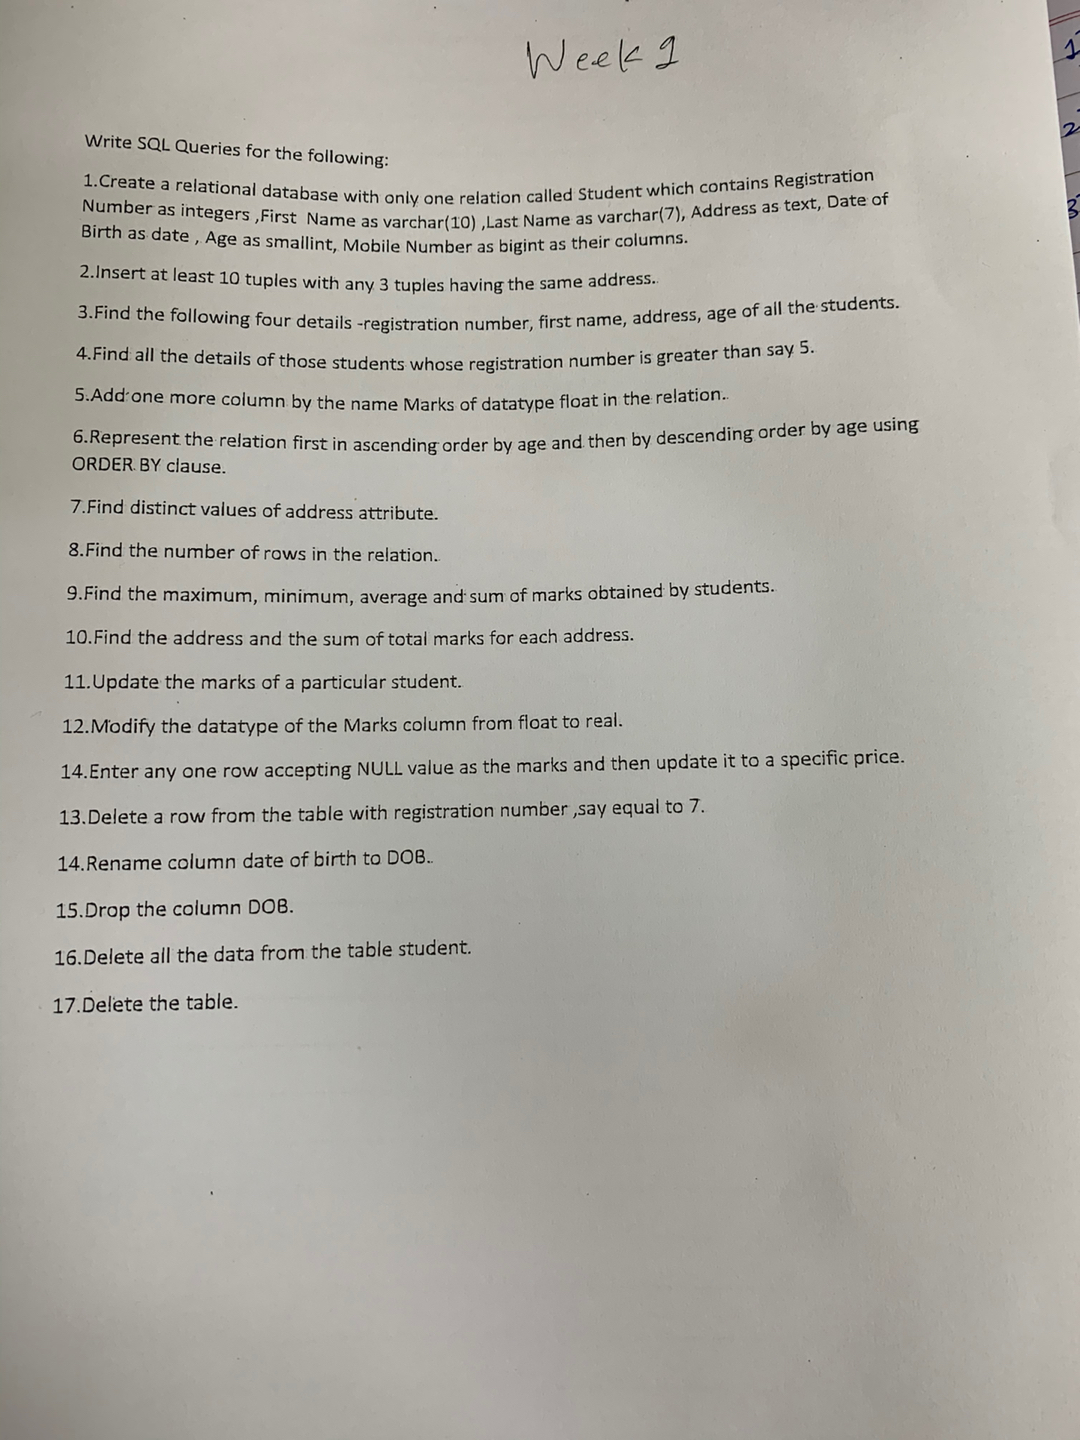 Week 1
Write SQL Queries for the following:
1.Create a relational database with only one relation called Student which contains Registration
Number as integers ,First Name as varchar(10) ,Last Name as varchar(7), Address as text, Date of
Birth as date , Age as smallint, Mobile Number as bigint as their columns.
2.Insert at least 10 tuples with any 3 tuples having the same address..
3.Find the following four details -registration number, first name, address, age of all the students.
4.Find all the details of those students whose registration number is greater than say 5.
5.Add one more column by the name Marks of datatype float in the relation..
6.Represent the relation first in ascending order by age and then by descending order by age using
ORDER BY clause.
7.Find distinct values of address attribute.
8.Find the number of rows in the relation..
9.Find the maximum, minimum, average and sum of marks obtained by students.
10.Find the address and the sum of total marks for each address.
11.Update the marks of a particular student.
12.Modify the datatype of the Marks column from float to real.
14.Enter any one row accepting NULL value as the marks and then update it to a specific price.
13.Delete a row from the table with registration number ,say equal to 7.
14.Rename column date of birth to DOB..
15.Drop the column DOB.
16.Delete all the data from the table student.
17.Delete the table.
1
2
3